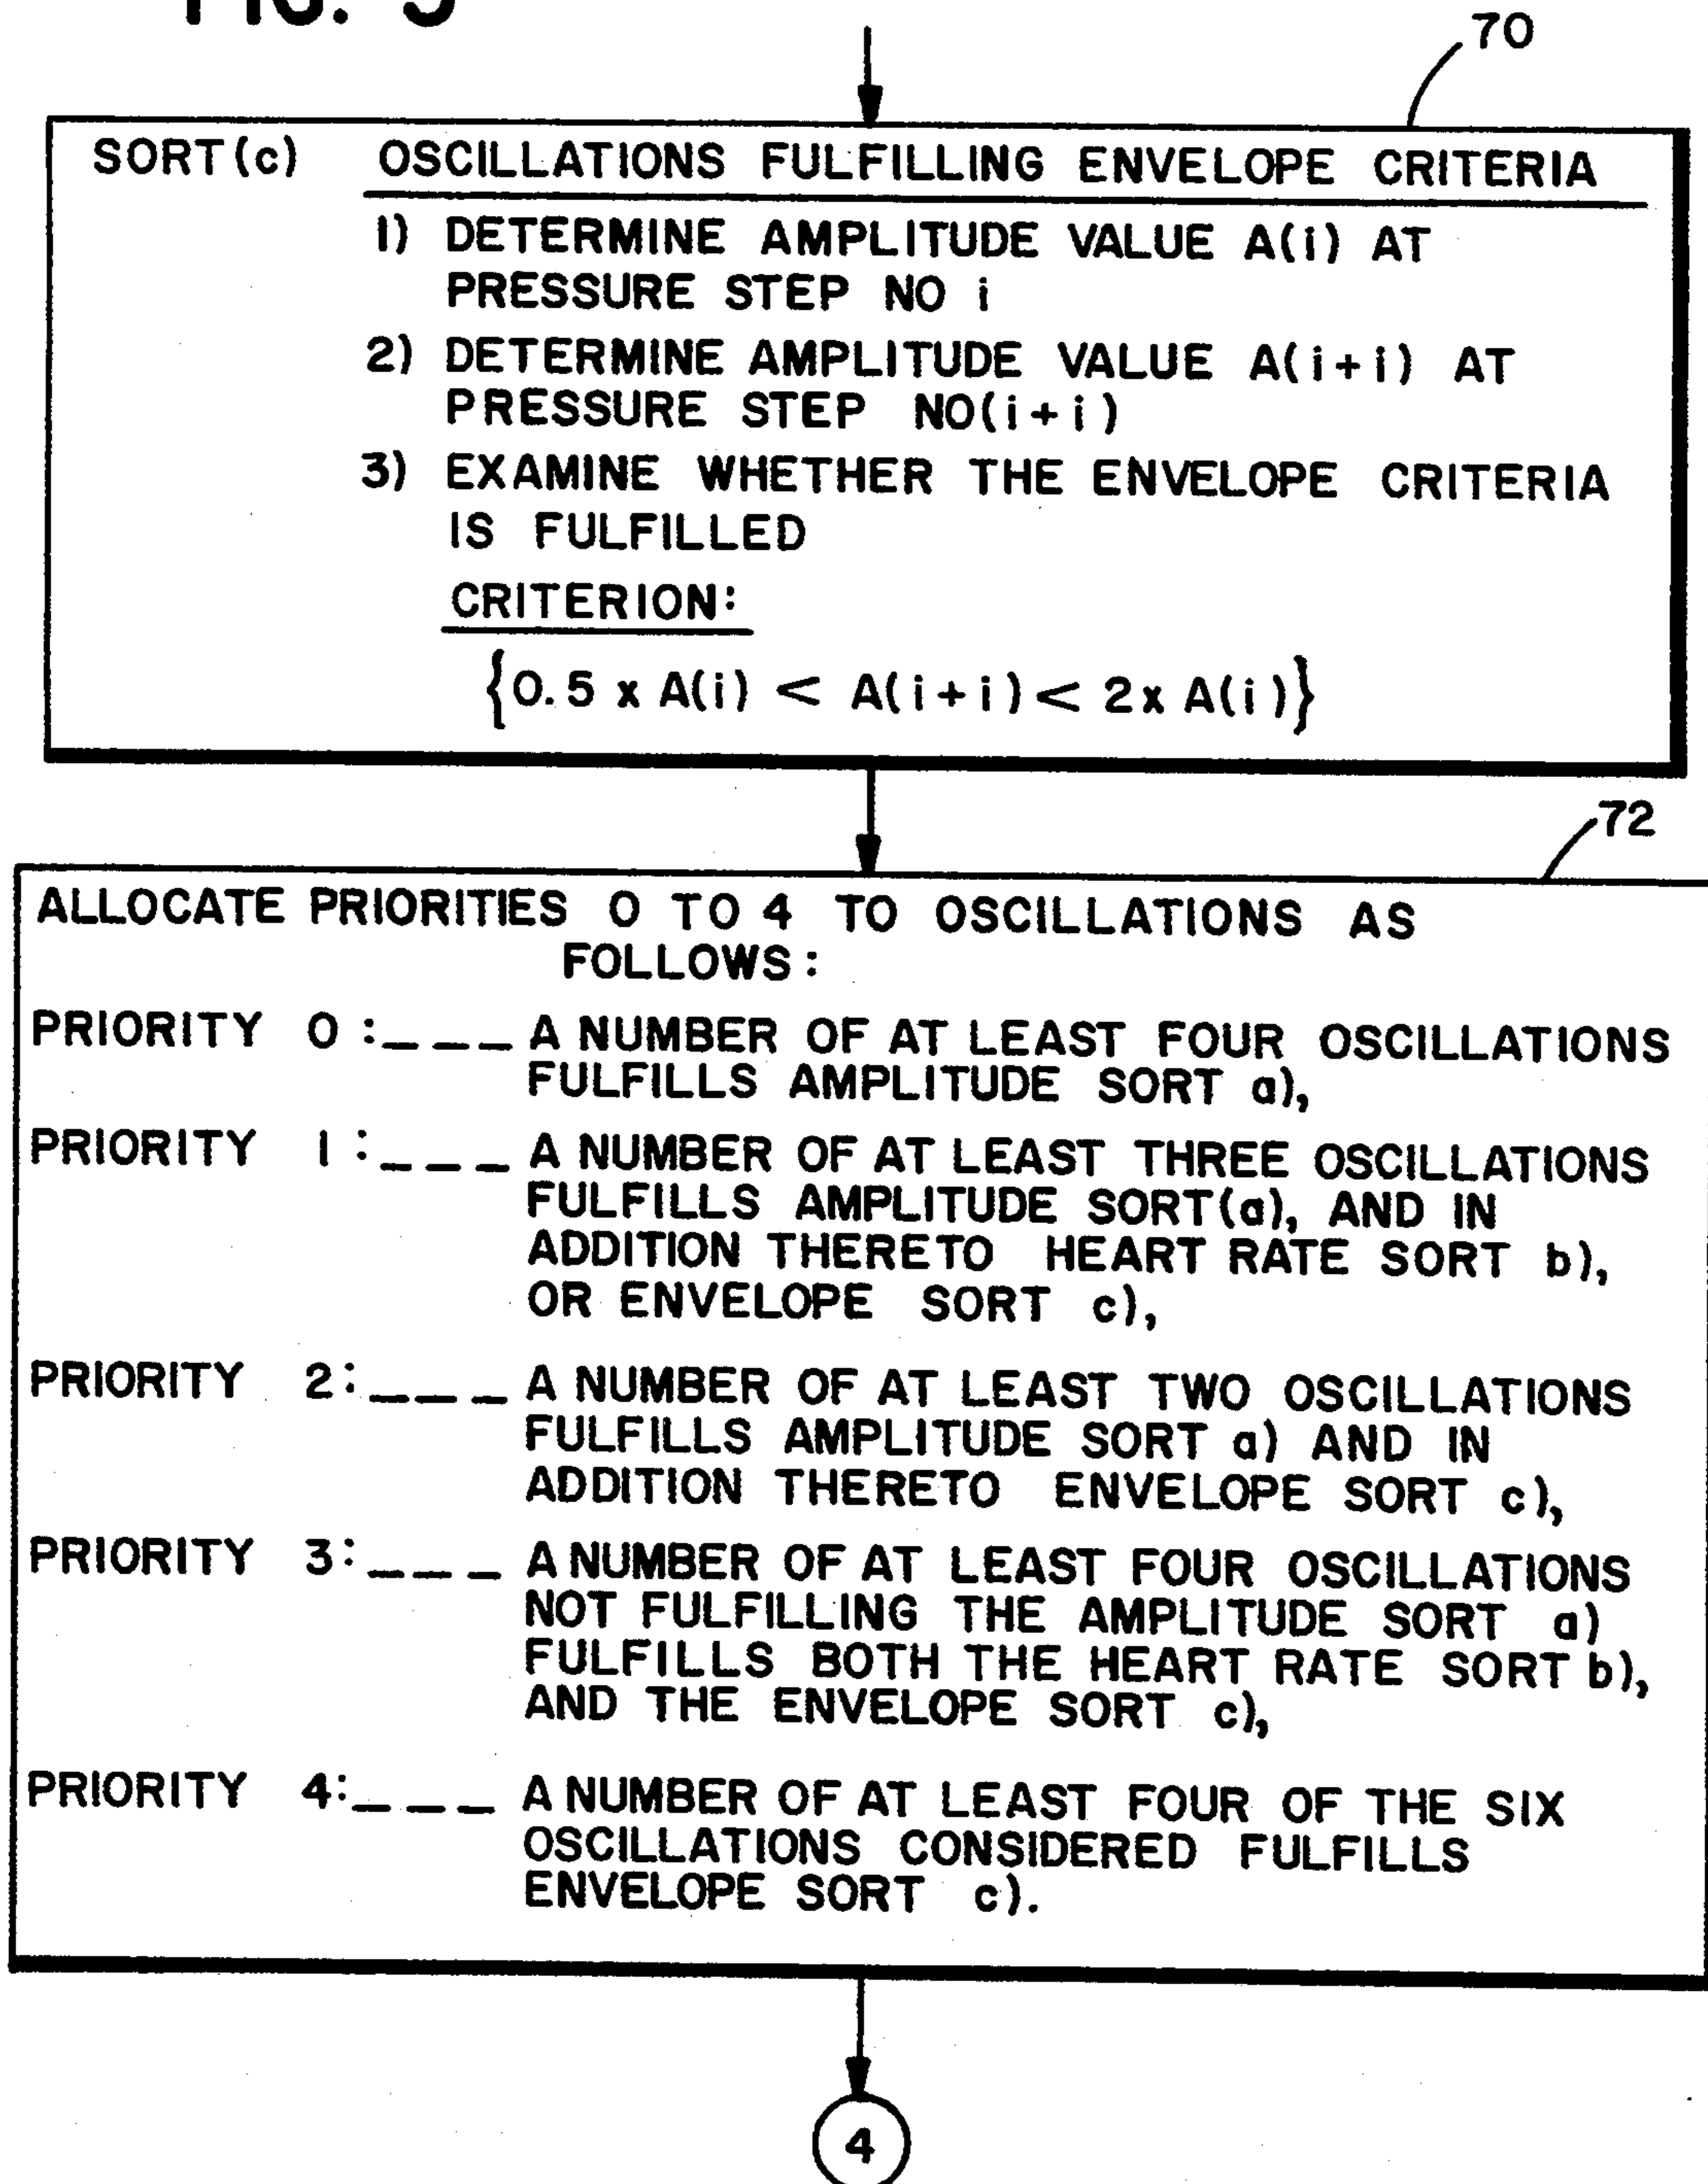 FIG. 5
70
SORT(c) OSCILLATIONS FULFILLING ENVELOPE CRITERIA
1) DETERMINE AMPLITUDE VALUE A(i) AT
PRESSURE STEP NO i
2) DETERMINE AMPLITUDE VALUE A(i+i) AT
PRESSURE STEP NO(i+i)
3) EXAMINE WHETHER THE ENVELOPE CRITERIA
IS FULFILLED
CRITERION:
{0.5 x A(i) < A(i+i) < 2x A(i)}
72
ALLOCATE PRIORITIES 0 TO 4 TO OSCILLATIONS AS
FOLLOWS:
PRIORITY 0:___ A NUMBER OF AT LEAST FOUR OSCILLATIONS
FULFILLS AMPLITUDE SORT a),
PRIORITY 1:___ A NUMBER OF AT LEAST THREE OSCILLATIONS
FULFILLS AMPLITUDE SORT(a), AND IN
ADDITION THERETO HEART RATE SORT b),
OR ENVELOPE SORT c),
PRIORITY 2:___ A NUMBER OF AT LEAST TWO OSCILLATIONS
FULFILLS AMPLITUDE SORT a) AND IN
ADDITION THERETO ENVELOPE SORT c),
PRIORITY 3:___ A NUMBER OF AT LEAST FOUR OSCILLATIONS
NOT FULFILLING THE AMPLITUDE SORT a)
FULFILLS BOTH THE HEART RATE SORT b),
AND THE ENVELOPE SORT c),
PRIORITY 4:___ A NUMBER OF AT LEAST FOUR OF THE SIX
OSCILLATIONS CONSIDERED FULFILLS
ENVELOPE SORT c).
4